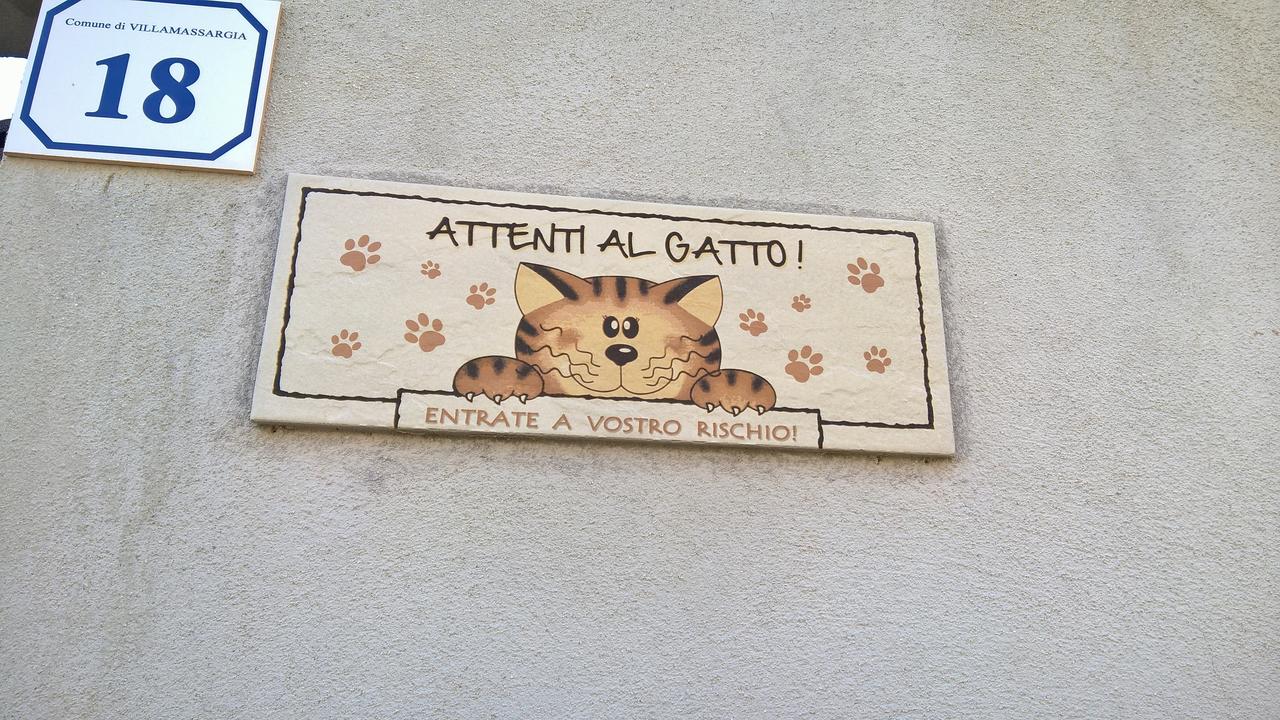 Comune di VILLAMASSARGIA
18
ATTENTI AL GATTO!
ENTRATE A VOSTRO RISCHIO!